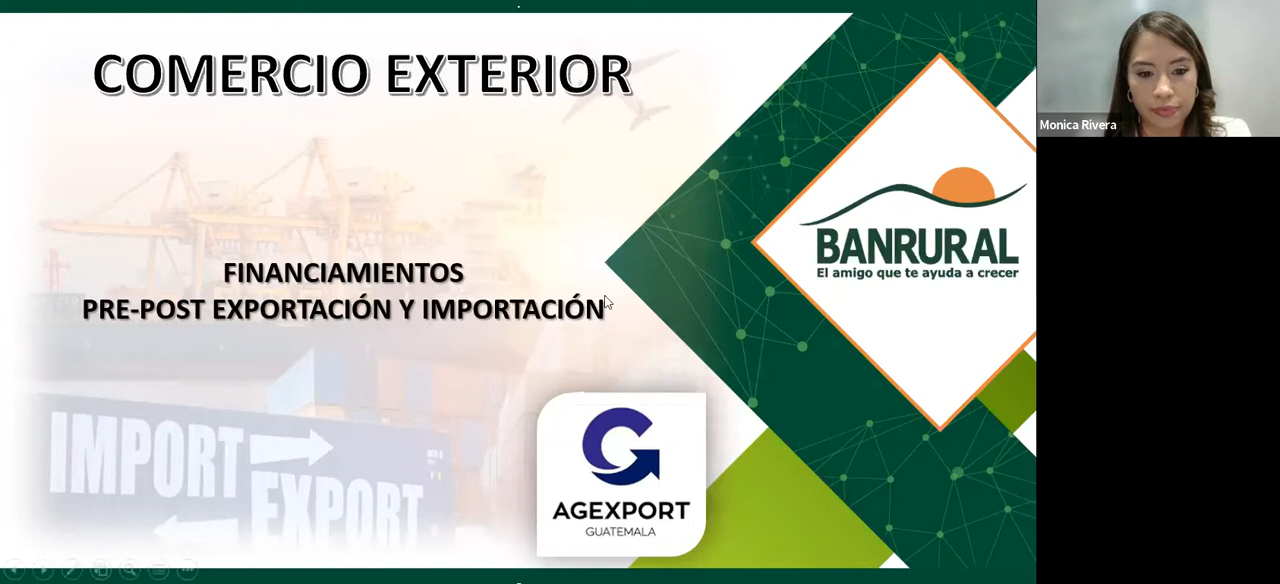 COMERCIO EXTERIOR
FINANCIAMIENTOS
PRE-POST EXPORTACIÓN Y IMPORTACIÓN
IMPORT
EXPORT
AGEXPORT
GUATEMALA
BANRURAL
El amigo que te ayuda a crecer
Monica Rivera